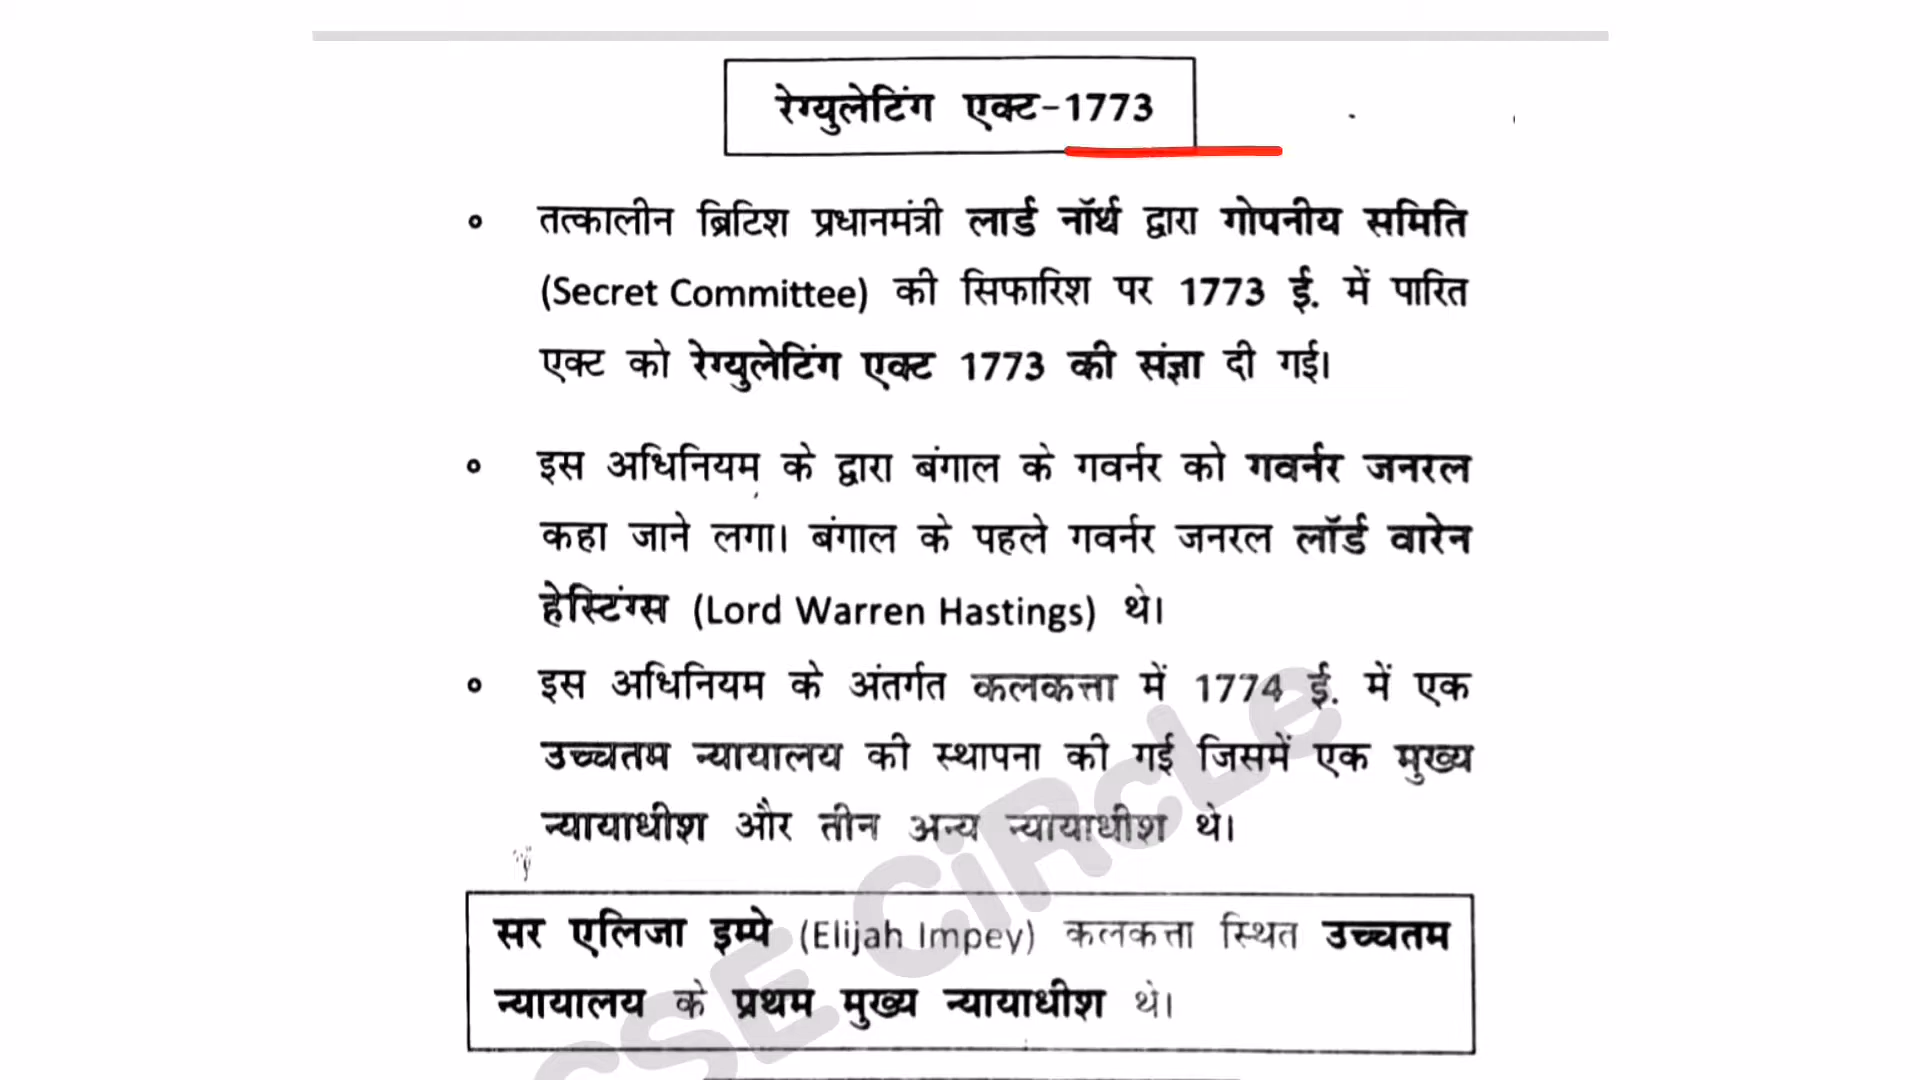 रेग्युलेटिंग एक्ट-1773
तत्कालीन ब्रिटिश प्रधानमंत्री लार्ड नॉर्थ द्वारा गोपनीय समिति
(Secret Committee) की सिफारिश पर 1773 ई. में पारित
एक्ट को रेग्युलेटिंग एक्ट 1773 की संज्ञा दी गई।
इस अधिनियम के द्वारा बंगाल के गवर्नर को गवर्नर जनरल
कहा जाने लगा। बंगाल के पहले गवर्नर जनरल लॉर्ड वारेन
हेस्टिंग्स (Lord Warren Hastings) थे।
इस अधिनियम के अंतर्गत कलकत्ता में 1774 ई. में एक
उच्चतम न्यायालय की स्थापना की गई जिसमें एक मुख्य
न्यायाधीश और तीन अन्य न्यायाधीश थे।
सर एलिजा इम्पे (Elijah Impey) कलकत्ता स्थित उच्चतम
न्यायालय के प्रथम मुख्य न्यायाधीश थे।
CSE CiRcLe